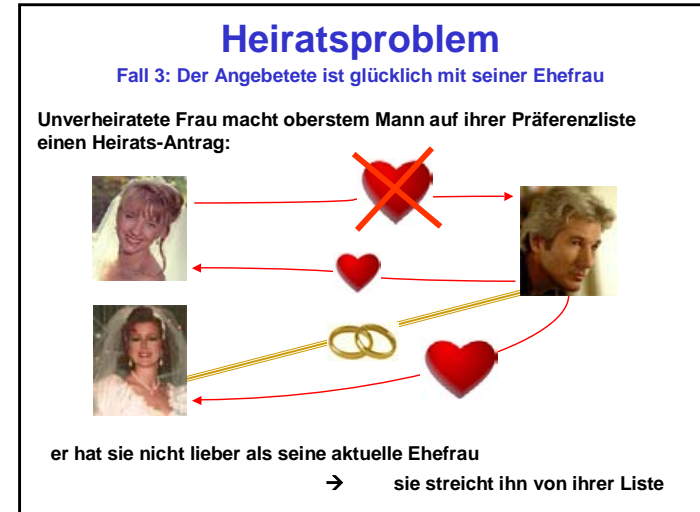 Heiratsproblem
Fall 3: Der Angebetete ist glücklich mit seiner Ehefrau
Unverheiratete Frau macht oberstem Mann auf ihrer Präferenzliste
einen Heirats-Antrag:
er hat sie nicht lieber als seine aktuelle Ehefrau
→ sie streicht ihn von ihrer Liste